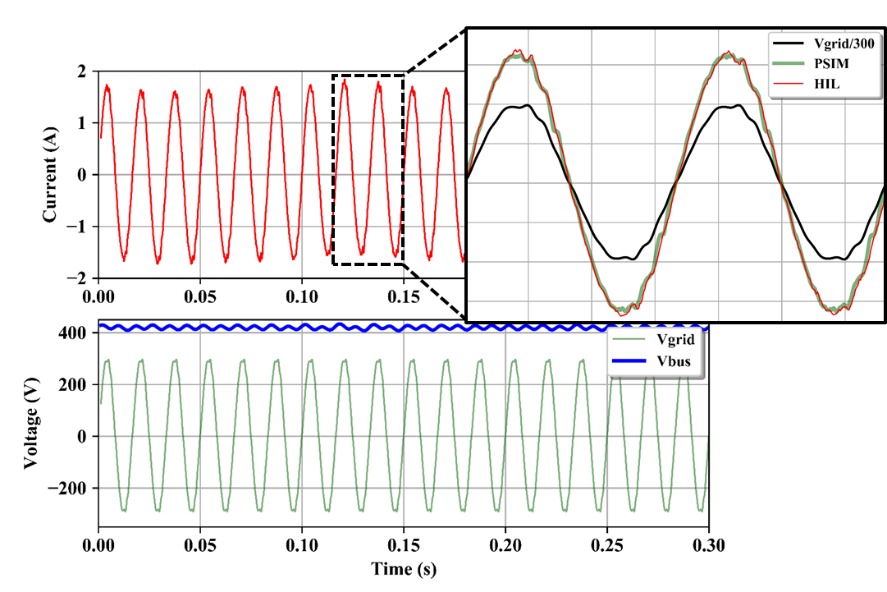 Vgrid/300
PSIM
HIL
2
1
0
−1
−2
Current (A)
0.00 0.05 0.10 0.15
400
200
0
−200
Voltage (V)
Vgrid
Vbus
0.00 0.05 0.10 0.15 0.20 0.25 0.30
Time (s)